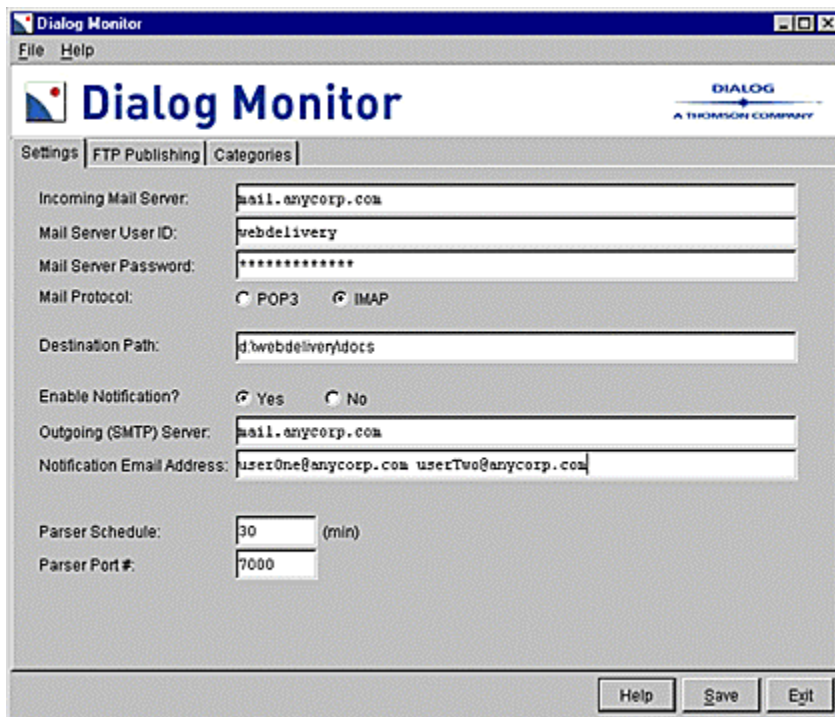 Dialog Monitor
File Help
Dialog Monitor
DIALOG
A THOMSON COMPANY
Settings FTP Publishing Categories
Incoming Mail Server: mail.anycorp.com
Mail Server User ID: webdelivery
Mail Server Password: *************
Mail Protocol: POP3 IMAP
Destination Path: d:\webdelivery\docs
Enable Notification? Yes No
Outgoing (SMTP) Server: mail.anycorp.com
Notification Email Address: userOne@anycorp.com userTwo@anycorp.com
Parser Schedule: 30 (min)
Parser Port #: 7000
Help Save Exit